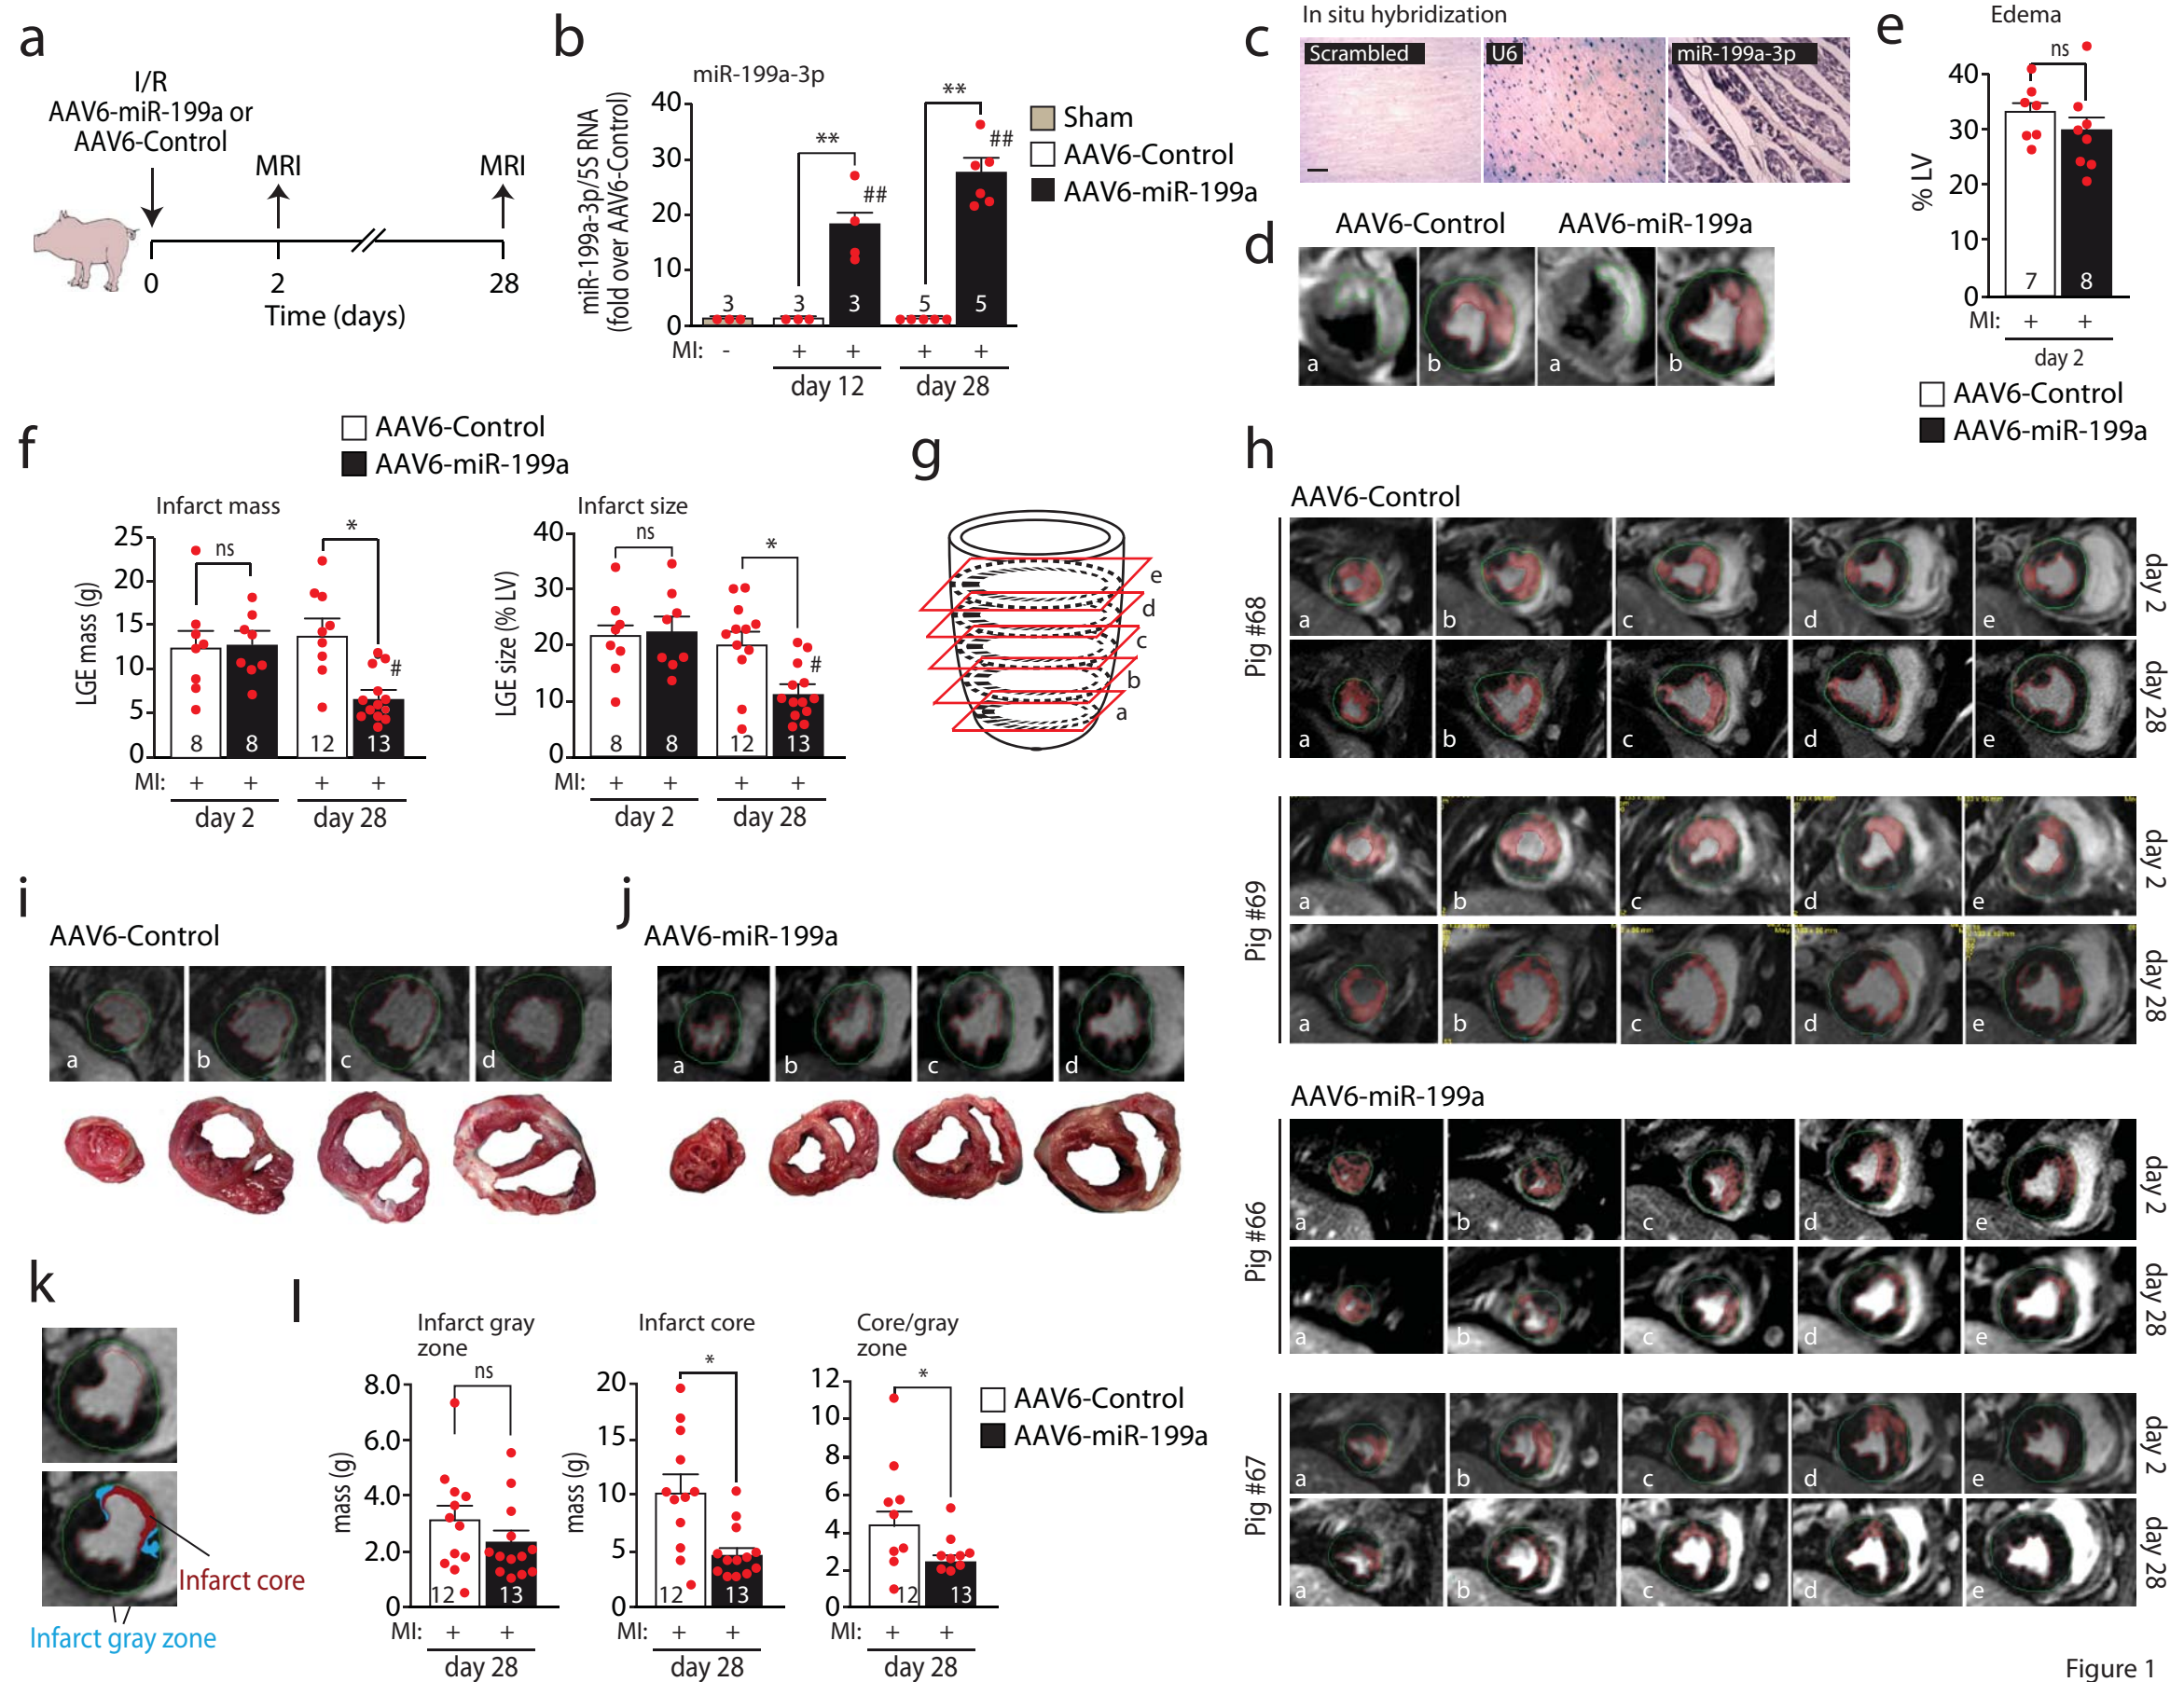 a
I/R
AAV6-miR-199a or
AAV6-Control
MRI
MRI
0
2
28
Time (days)
b
miR-199a-3p
miR-199a-3p/5S RNA
(fold over AAV6-Control)
40
30
20
10
0
**
**
##
##
3
3
3
5
5
MI:
-
+
+
+
+
day 12
day 28
Sham
AAV6-Control
AAV6-miR-199a
c
In situ hybridization
Scrambled
U6
miR-199a-3p
d
AAV6-Control
AAV6-miR-199a
a
b
a
b
e
Edema
ns
% LV
40
30
20
10
0
7
8
MI:
+
+
day 2
AAV6-Control
AAV6-miR-199a
f
AAV6-Control
AAV6-miR-199a
Infarct mass
LGE mass (g)
25
20
15
10
5
0
ns
*
#
8
8
12
13
MI:
+
+
+
+
day 2
day 28
Infarct size
LGE size (% LV)
40
30
20
10
0
ns
*
#
8
8
12
13
MI:
+
+
+
+
day 2
day 28
g
e
d
c
b
a
h
AAV6-Control
Pig #68
a
b
c
d
e
day 2
a
b
c
d
e
day 28
Pig #69
a
b
c
d
e
day 2
a
b
c
d
e
day 28
AAV6-miR-199a
Pig #66
a
b
c
d
e
day 2
a
b
c
d
e
day 28
Pig #67
a
b
c
d
e
day 2
a
b
c
d
e
day 28
i
AAV6-Control
a
b
c
d
j
AAV6-miR-199a
a
b
c
d
k
Infarct core
Infarct gray zone
l
Infarct gray
zone
mass (g)
8.0
6.0
4.0
2.0
0
ns
12
13
MI:
+
+
day 28
Infarct core
mass (g)
20
15
10
5
0
*
12
13
MI:
+
+
day 28
Core/gray
zone
12
10
8
6
4
2
0
*
12
13
MI:
+
+
day 28
AAV6-Control
AAV6-miR-199a
Figure 1